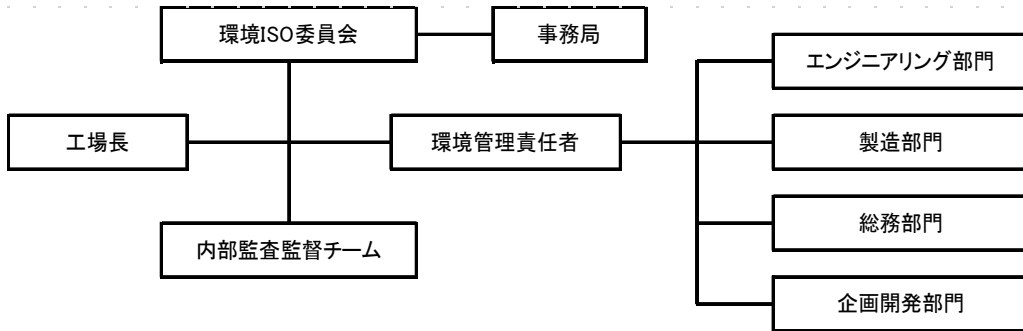 環境ISO委員会
事務局
エンジニアリング部門
工場長
環境管理責任者
製造部門
総務部門
内部監査監督チーム
企画開発部門